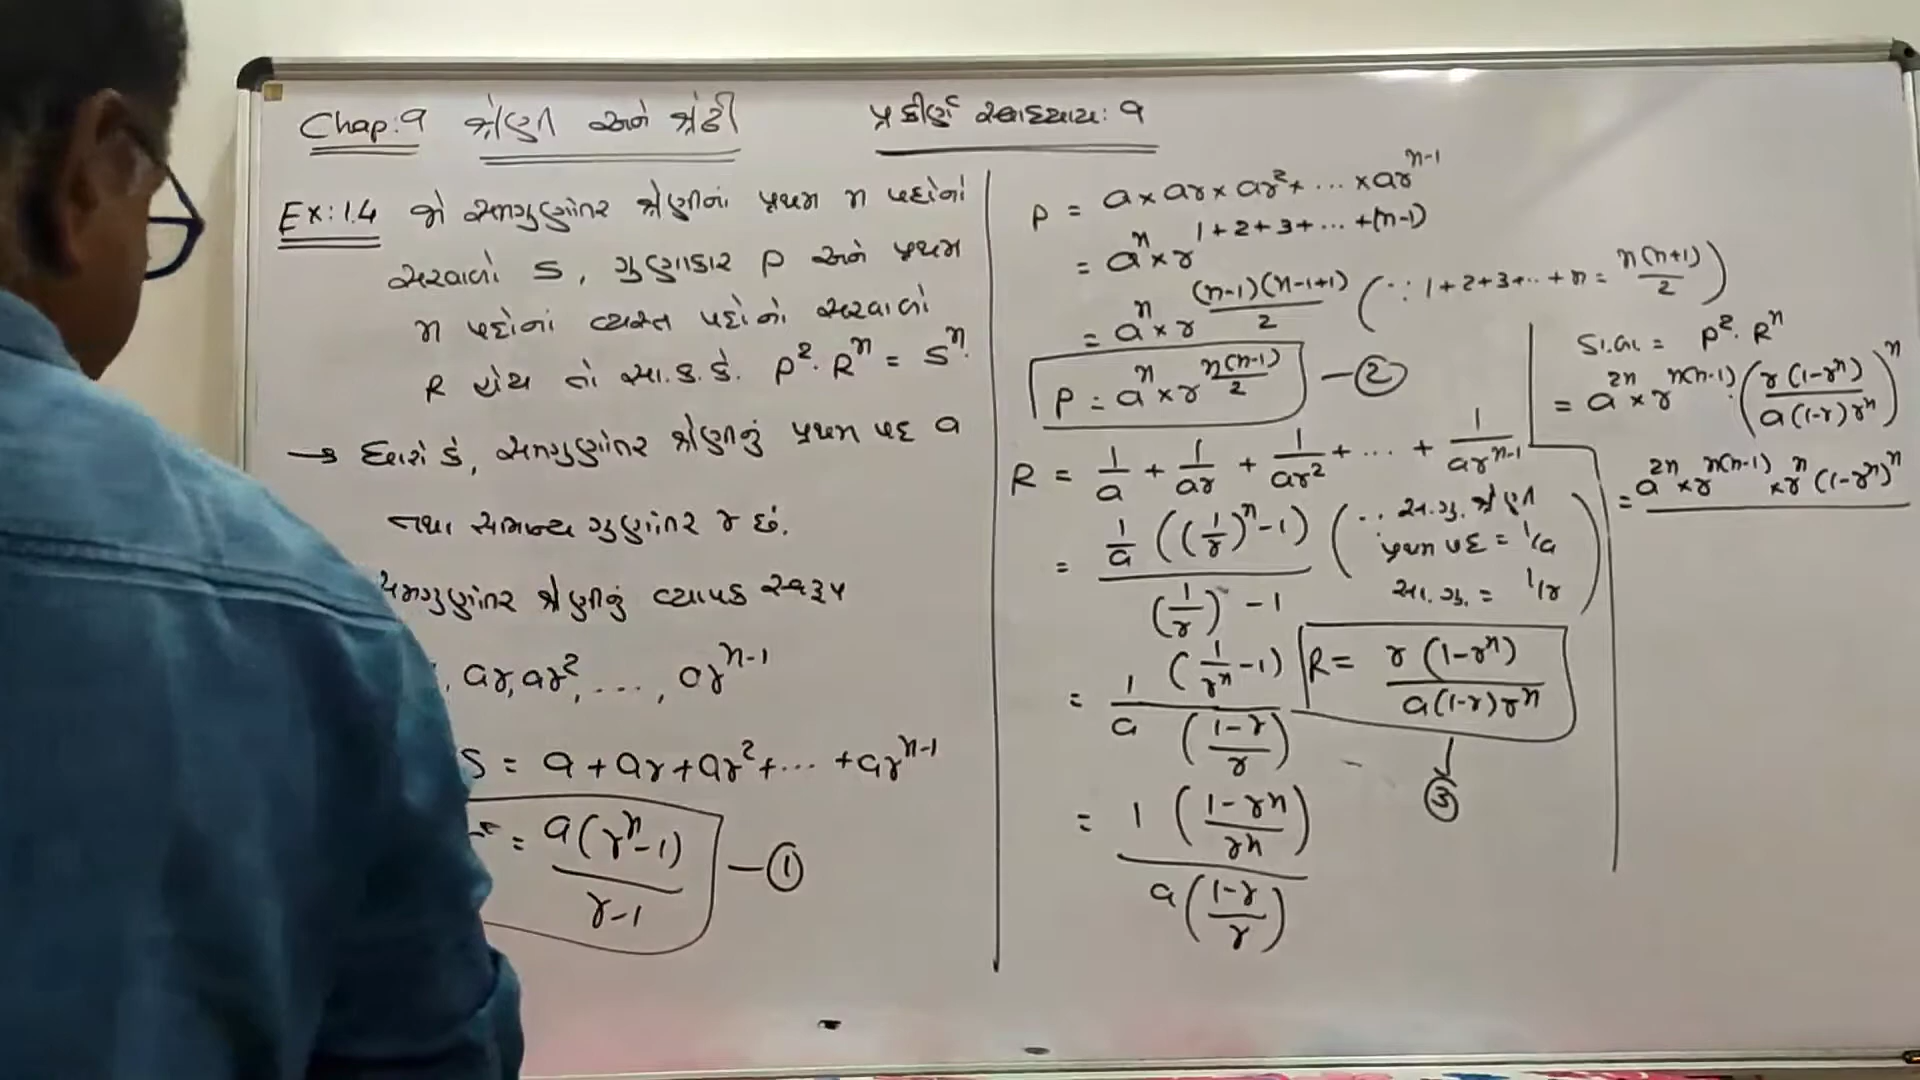 Chap:9 શ્રેણી અને શ્રેઢી
પ્રકીર્ણ સ્વાધ્યાય: 9
Ex:14 જો સમગુણોત્તર શ્રેણીનાં પ્રથમ n પદોનો
સરવાળો S, ગુણાકાર P અને પ્રથમ
n પદોનાં વ્યસ્ત પદોનો સરવાળો
R હોય તો સા.ક.કે. P². Rⁿ = Sⁿ.
→ ધારો કે, સમગુણોત્તર શ્રેણીનું પ્રથમ પદ a
તથા સામાન્ય ગુણોત્તર r છે.
સમગુણોત્તર શ્રેણીનું વ્યાપક સ્વરૂપ
, ar, ar², ...., arⁿ⁻¹
S = a + ar + ar² + ... + arⁿ⁻¹
= a(rⁿ-1) / r-1 — ①
P = a × ar × ar² × ... × arⁿ⁻¹
= aⁿ × r^(1+2+3+...+(n-1))
= aⁿ × r^((n-1)(n-1+1)/2) (∵ 1+2+3+...+n = n(n+1)/2)
P = aⁿ × r^(n(n-1)/2) — ②
R = 1/a + 1/ar + 1/ar² + ... + 1/arⁿ⁻¹
= 1/a ((1/r)ⁿ - 1) / (1/r) - 1 (∵ સ.ગુ. શ્રેણી
પ્રથમ પદ = 1/a
સા.ગુ. = 1/r)
= 1/a (1/rⁿ - 1) / ((1-r)/r)
= 1 ((1-rⁿ)/rⁿ) / a((1-r)/r)
R = r(1-rⁿ) / a(1-r)rⁿ
③
ડા.બા. = P². Rⁿ
= a²ⁿ × r^(n(n-1)) · (r(1-rⁿ) / a(1-r)rⁿ)ⁿ
= a²ⁿ × r^(n(n-1)) × rⁿ (1-rⁿ)ⁿ